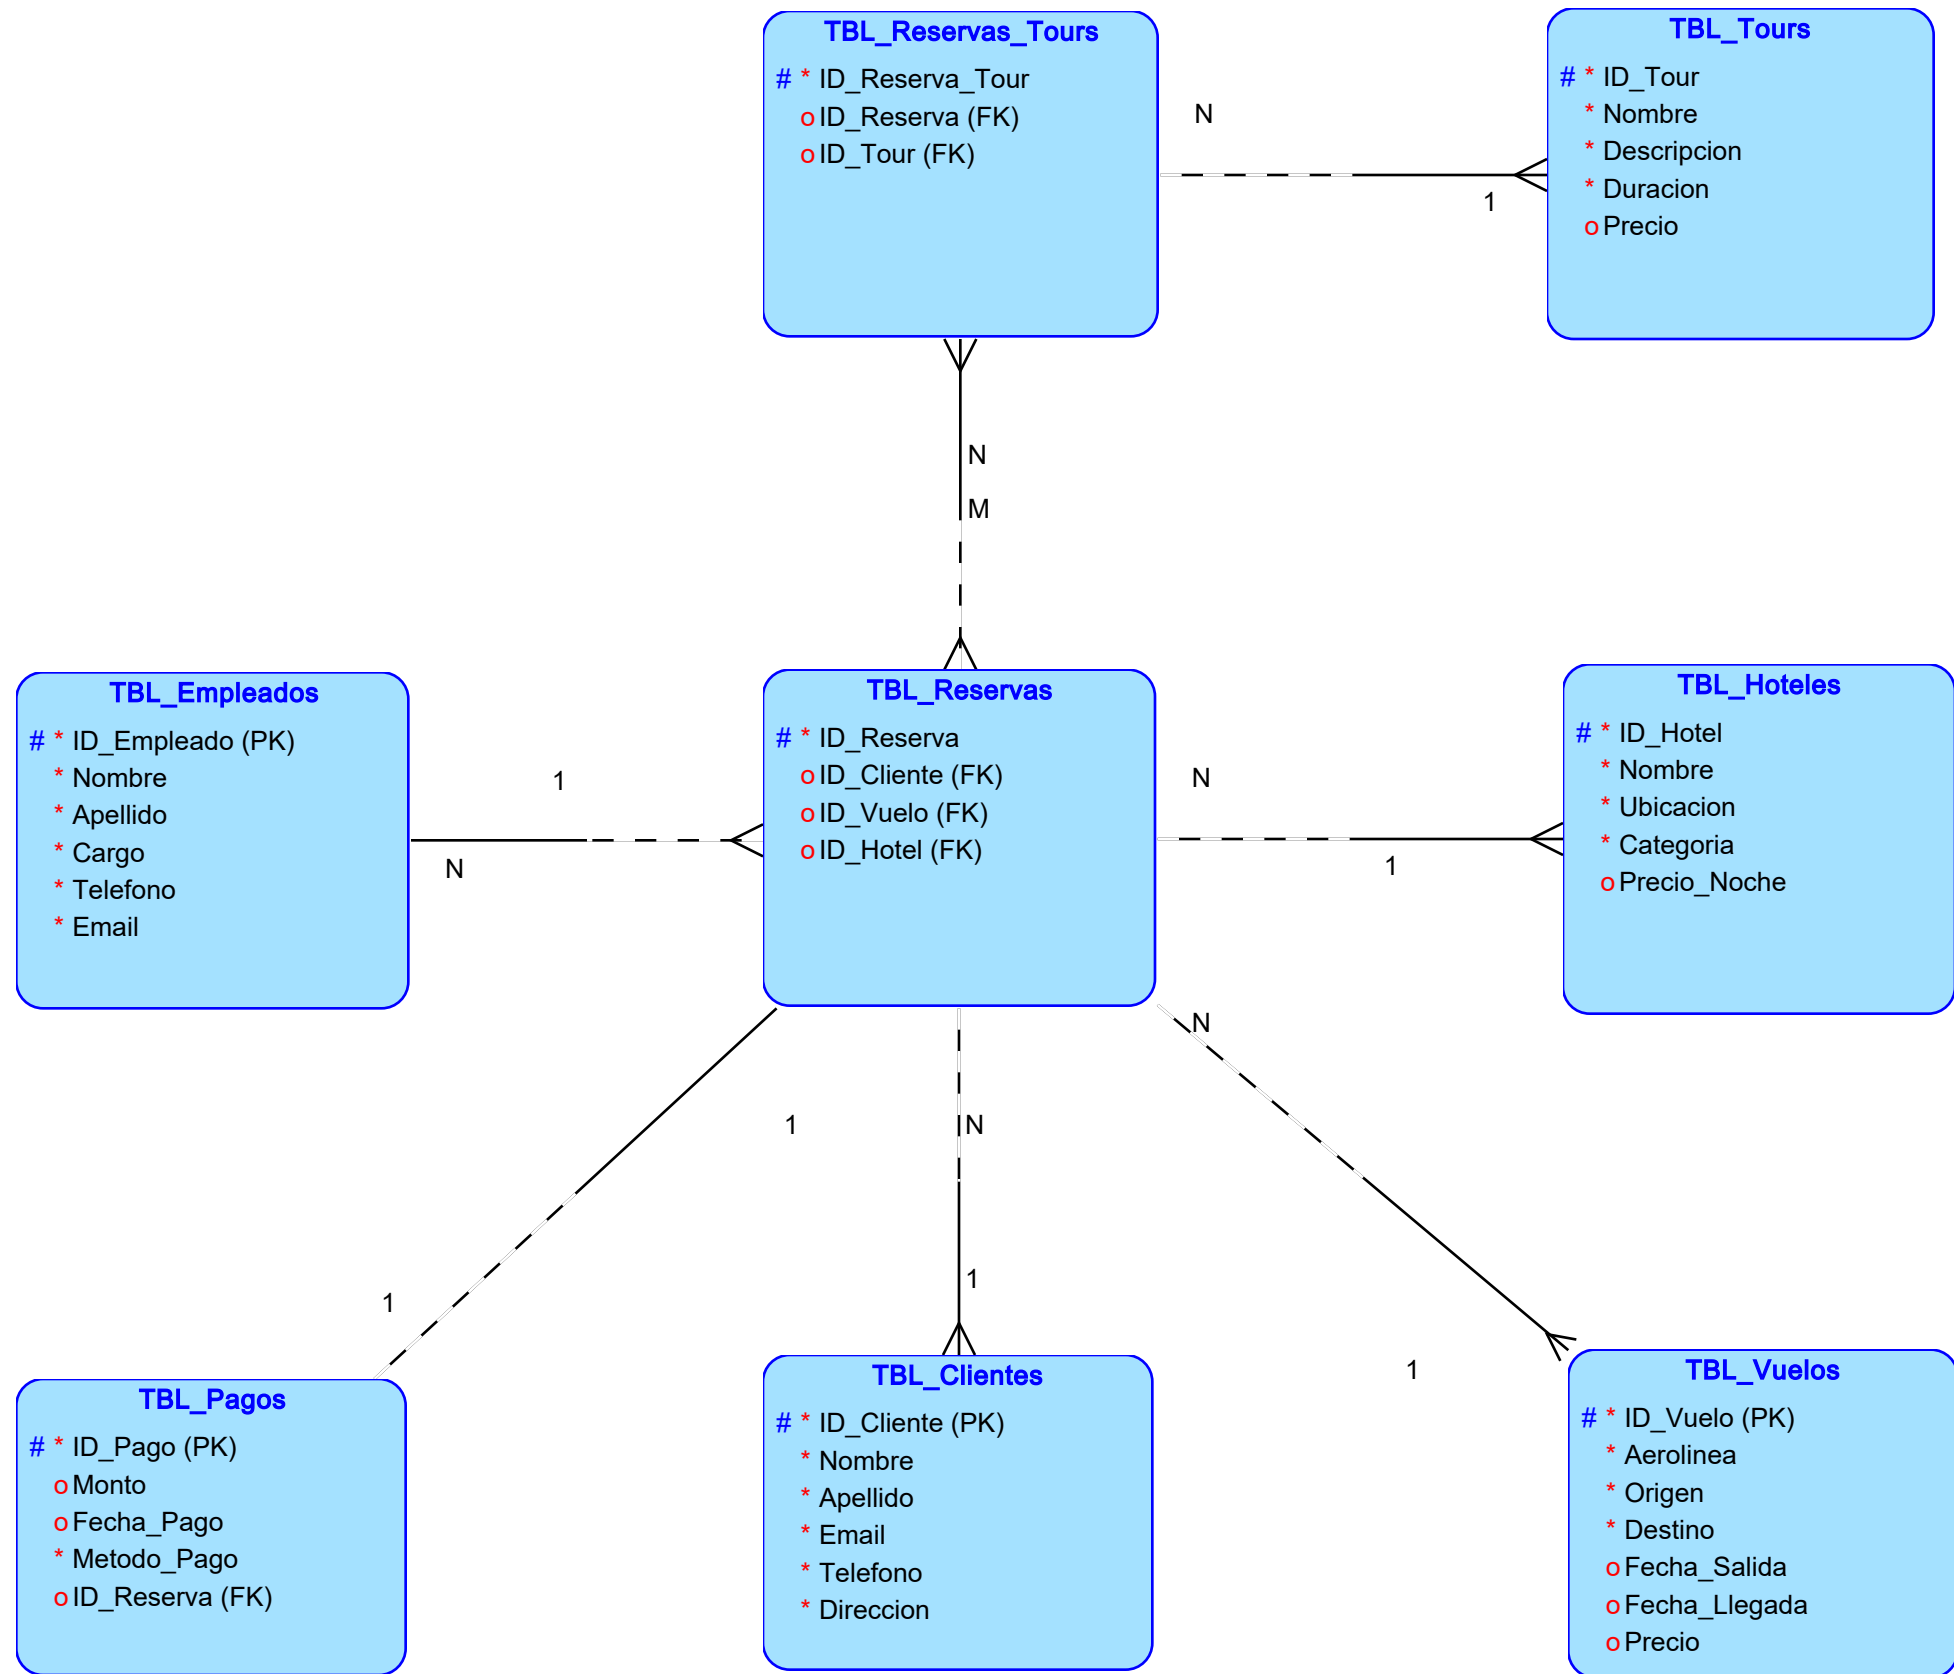 TBL_Reservas_Tours
# * ID_Reserva_Tour
o ID_Reserva (FK)
o ID_Tour (FK)
TBL_Tours
# * ID_Tour
* Nombre
* Descripcion
* Duracion
o Precio
N
1
N
M
TBL_Empleados
# * ID_Empleado (PK)
* Nombre
* Apellido
* Cargo
* Telefono
* Email
1
N
TBL_Reservas
# * ID_Reserva
o ID_Cliente (FK)
o ID_Vuelo (FK)
o ID_Hotel (FK)
N
1
TBL_Hoteles
# * ID_Hotel
* Nombre
* Ubicacion
* Categoria
o Precio_Noche
N
1
N
1
1
1
TBL_Pagos
# * ID_Pago (PK)
o Monto
o Fecha_Pago
* Metodo_Pago
o ID_Reserva (FK)
TBL_Clientes
# * ID_Cliente (PK)
* Nombre
* Apellido
* Email
* Telefono
* Direccion
TBL_Vuelos
# * ID_Vuelo (PK)
* Aerolinea
* Origen
* Destino
o Fecha_Salida
o Fecha_Llegada
o Precio